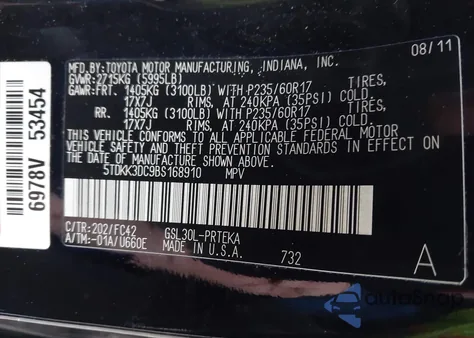 MFD.BY:TOYOTA MOTOR MANUFACTURING, INDIANA, INC. 08/11
GVWR:2715KG (5995LB)
GAWR:FRT. 1405KG (3100LB) WITH P235/60R17 TIRES,
17X7J RIMS, AT 240KPA (35PSI) COLD.
RR. 1405KG (3100LB) WITH P235/60R17 TIRES,
17X7J RIMS, AT 240KPA (35PSI) COLD.
THIS VEHICLE CONFORMS TO ALL APPLICABLE FEDERAL MOTOR
VEHICLE SAFETY AND BUMPER STANDARDS IN EFFECT ON THE
DATE OF MANUFACTURE SHOWN ABOVE.
5TDKK3DC9BS168910 MPV
C/TR:202/FC42 GSL30L-PRTEKA
A/TM:-01A/U660E MADE IN U.S.A. 732 A
6978V 53454
autoSnap